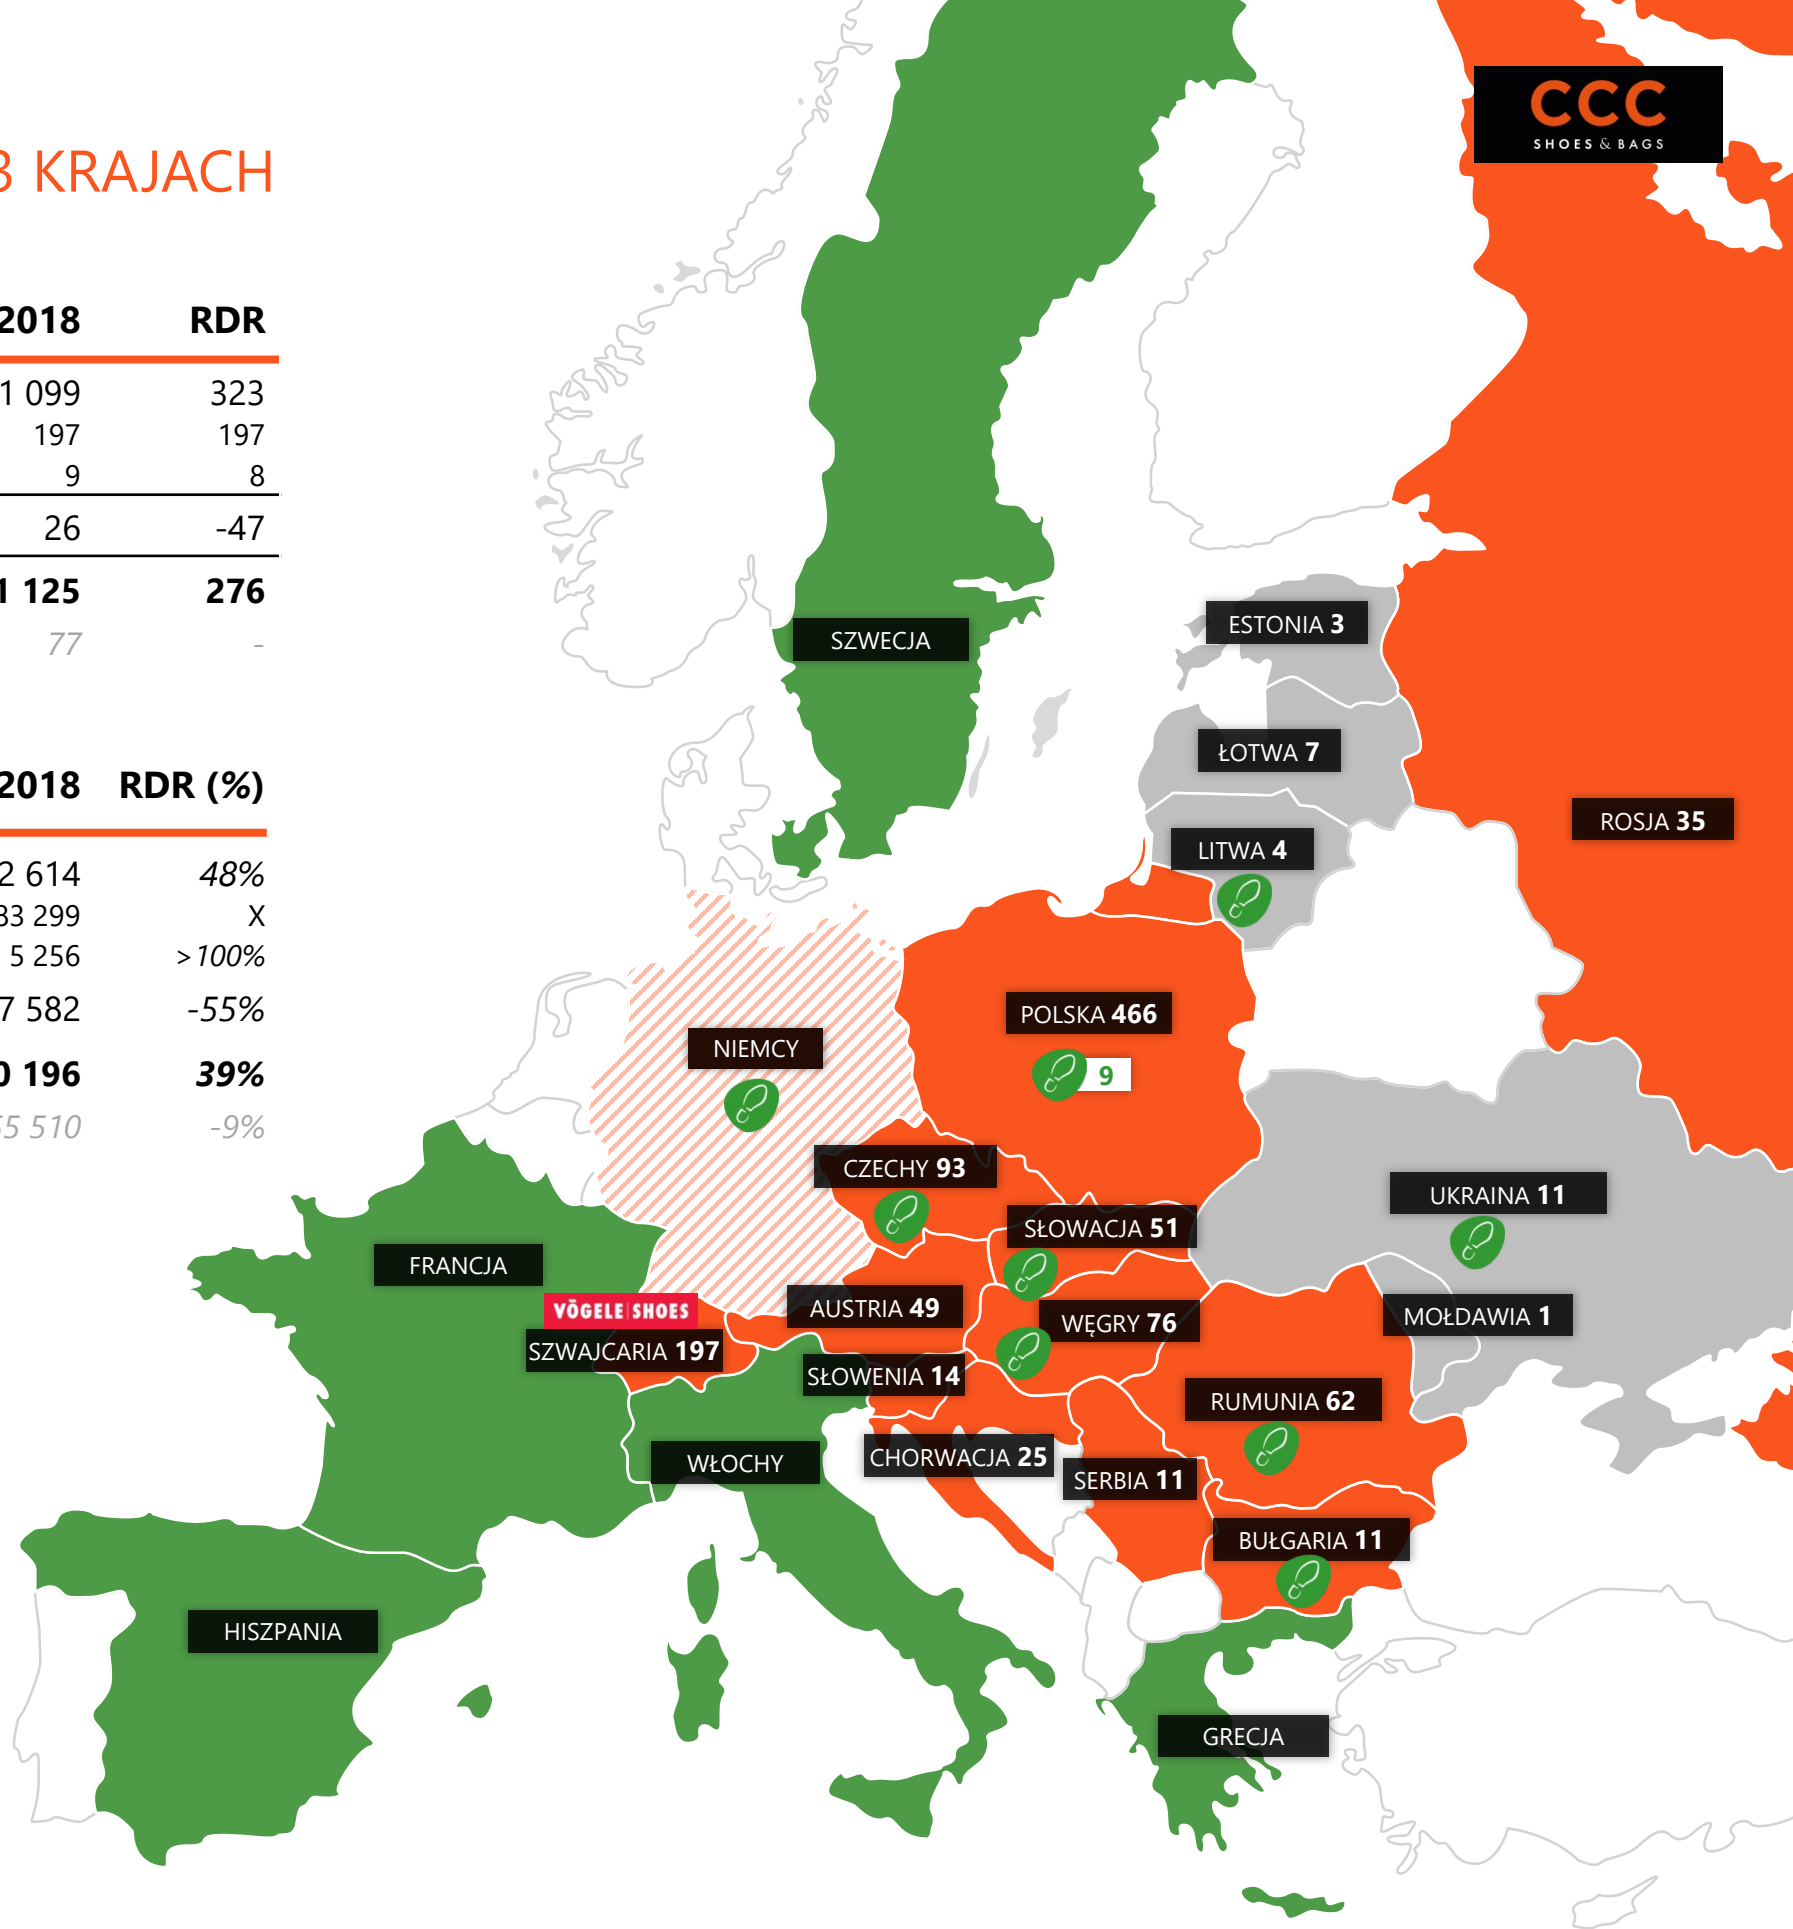 CCC
SHOES & BAGS
3 KRAJACH
2018 RDR
1 099 323
197 197
9 8
26 -47
1 125 276
77 -
2018 RDR (%)
2 614 48%
83 299 X
5 256 >100%
7 582 -55%
0 196 39%
55 510 -9%
SZWECJA
ESTONIA 3
ŁOTWA 7
ROSJA 35
LITWA 4
POLSKA 466
9
NIEMCY
CZECHY 93
UKRAINA 11
SŁOWACJA 51
FRANCJA
VÖGELE SHOES
AUSTRIA 49
WĘGRY 76
MOŁDAWIA 1
SZWAJCARIA 197
SŁOWENIA 14
RUMUNIA 62
WŁOCHY
CHORWACJA 25
SERBIA 11
BUŁGARIA 11
HISZPANIA
GRECJA